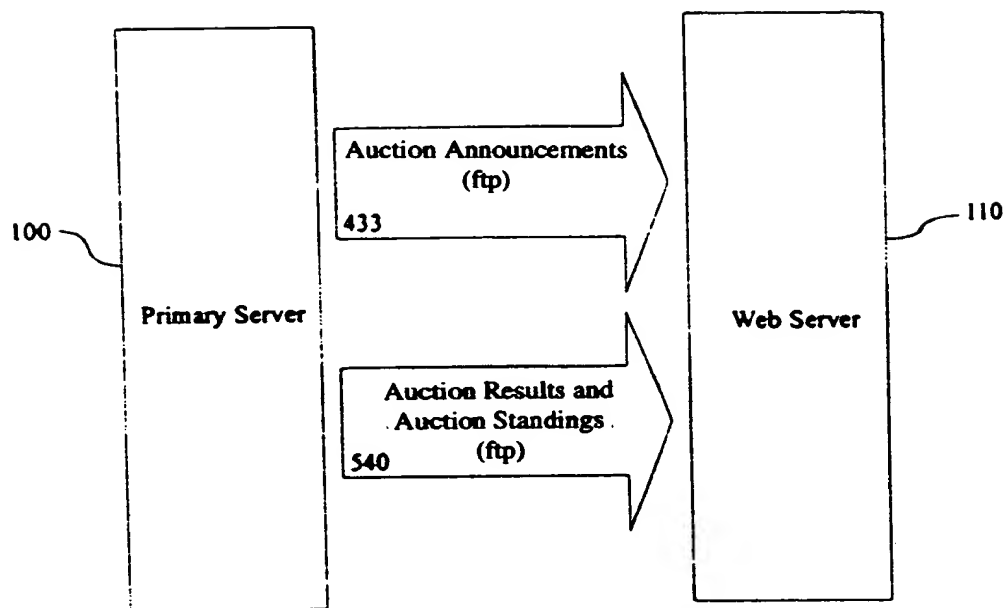 Auction Announcements
(ftp)
433
100
110
Primary Server
Web Server
Auction Results and
Auction Standings
(ftp)
540